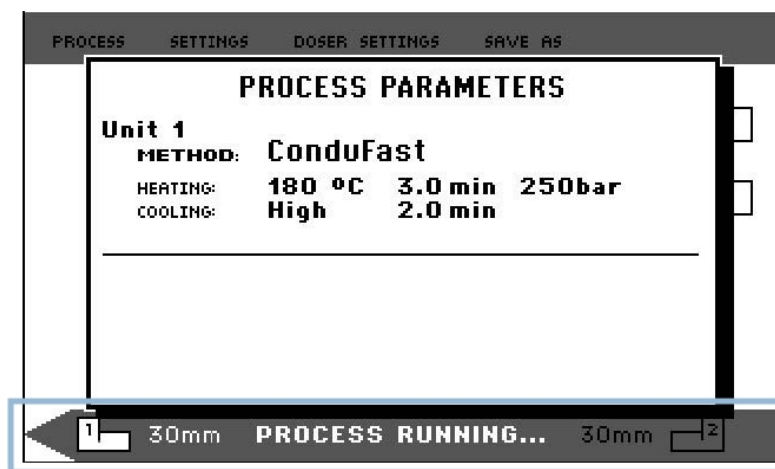 PROCESS SETTINGS DOSER SETTINGS SAVE AS
PROCESS PARAMETERS
Unit 1
METHOD: ConduFast
HEATING: 180 ºC 3.0 min 250bar
COOLING: High 2.0 min
1 30mm PROCESS RUNNING... 30mm 2